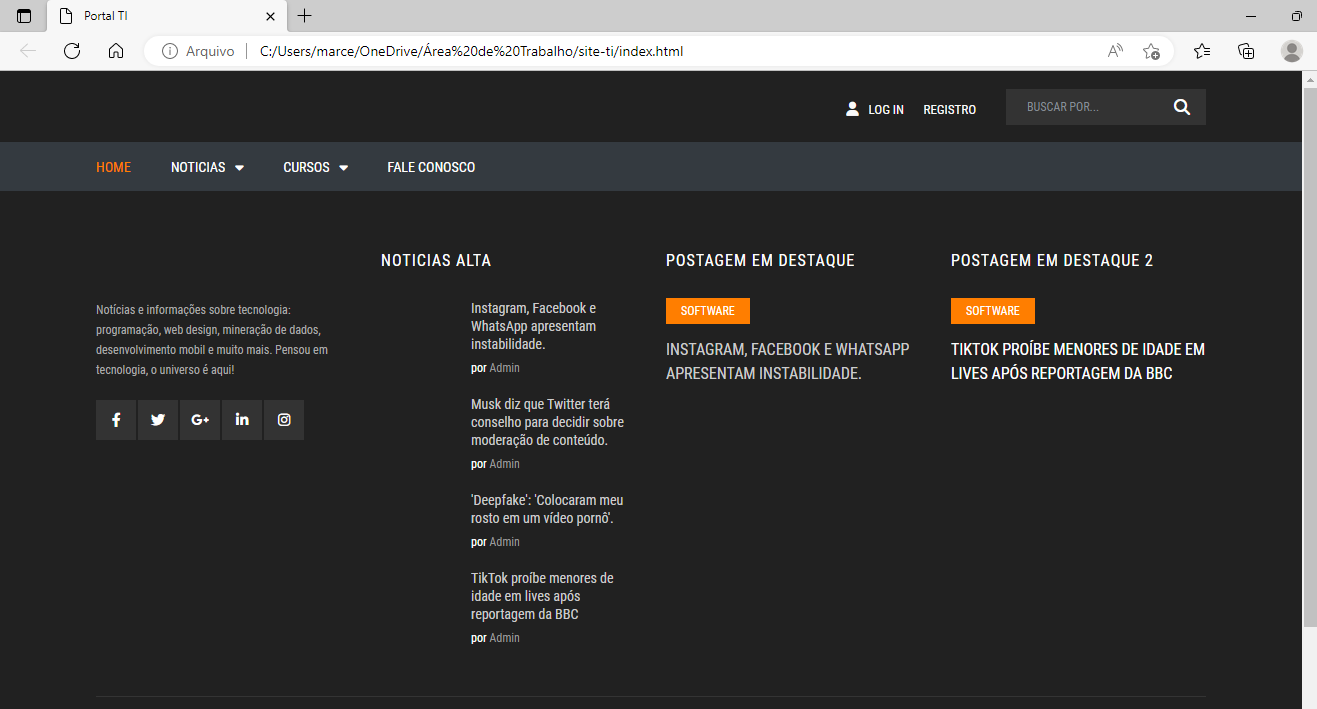 Portal TI
Arquivo
C:/Users/marce/OneDrive/Área%20de%20Trabalho/site-ti/index.html
LOG IN
REGISTRO
BUSCAR POR...
HOME
NOTICIAS
CURSOS
FALE CONOSCO
Notícias e informações sobre tecnologia:
programação, web design, mineração de dados,
desenvolvimento mobil e muito mais. Pensou em
tecnologia, o universo é aqui!
NOTICIAS ALTA
Instagram, Facebook e
WhatsApp apresentam
instabilidade.
por Admin
Musk diz que Twitter terá
conselho para decidir sobre
moderação de conteúdo.
por Admin
'Deepfake': 'Colocaram meu
rosto em um vídeo pornô'.
por Admin
TikTok proíbe menores de
idade em lives após
reportagem da BBC
por Admin
POSTAGEM EM DESTAQUE
SOFTWARE
INSTAGRAM, FACEBOOK E WHATSAPP
APRESENTAM INSTABILIDADE.
POSTAGEM EM DESTAQUE 2
SOFTWARE
TIKTOK PROÍBE MENORES DE IDADE EM
LIVES APÓS REPORTAGEM DA BBC